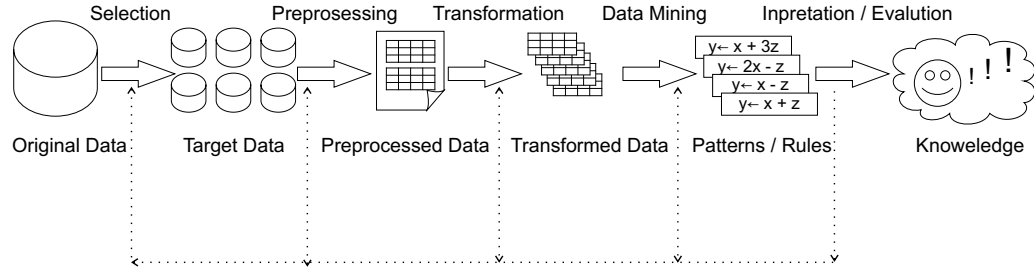 Selection
Preprosessing
Transformation
Data Mining
Inpretation / Evalution
y← x + 3z
y← 2x - z
y← x - z
y← x + z
! ! !
Original Data
Target Data
Preprocessed Data
Transformed Data
Patterns / Rules
Knoweledge